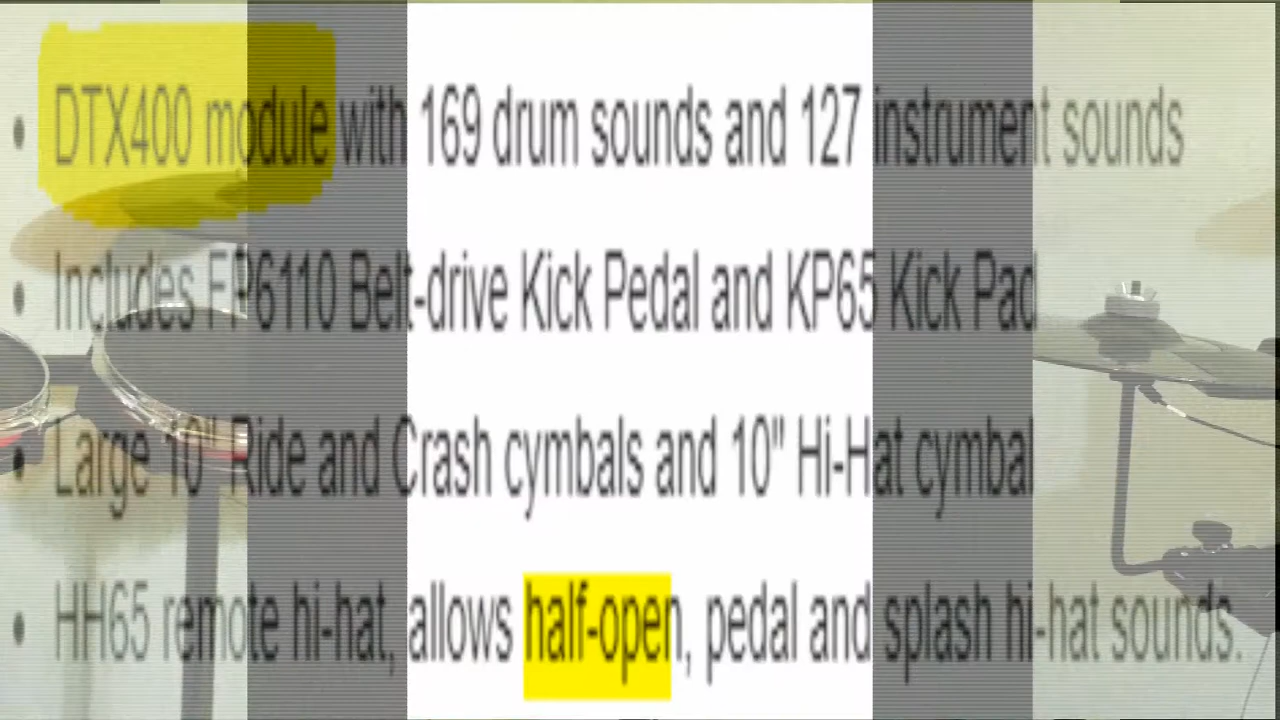 • DTX400 module with 169 drum sounds and 127 instrument sounds
• Includes FP6110 Belt-drive Kick Pedal and KP65 Kick Pad
• Large 10" Ride and Crash cymbals and 10" Hi-Hat cymbal
• HH65 remote hi-hat, allows half-open, pedal and splash hi-hat sounds.